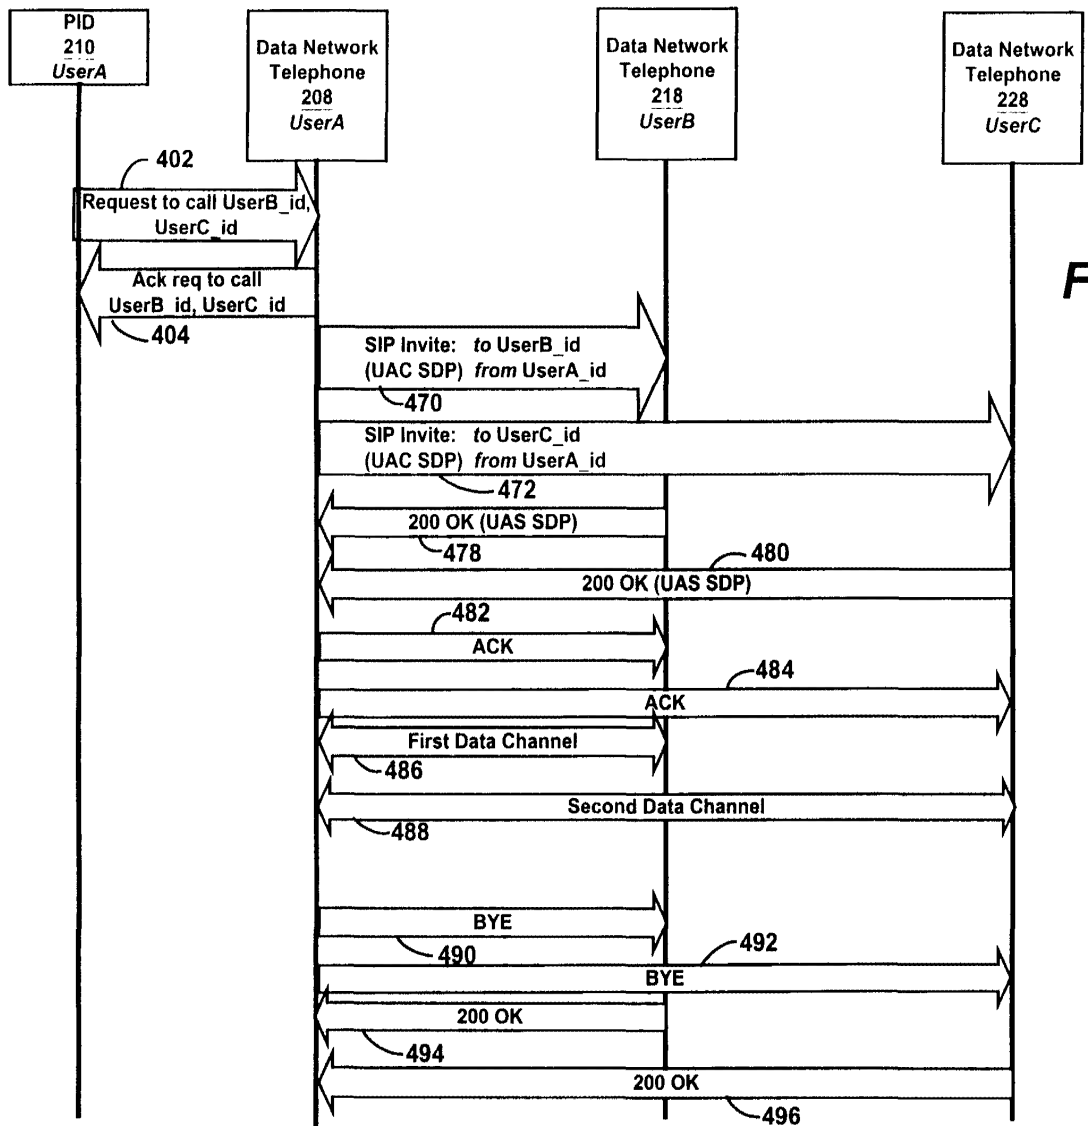 PID
210
UserA
Data Network
Telephone
208
UserA
Data Network
Telephone
218
UserB
Data Network
Telephone
228
UserC
402
Request to call UserB_id,
UserC_id
Ack req to call
UserB_id, UserC_id
404
F
SIP Invite: to UserB_id
(UAC SDP) from UserA_id
470
SIP Invite: to UserC_id
(UAC SDP) from UserA_id
472
200 OK (UAS SDP)
478
480
200 OK (UAS SDP)
482
ACK
484
ACK
First Data Channel
486
Second Data Channel
488
BYE
490
492
BYE
200 OK
494
200 OK
496